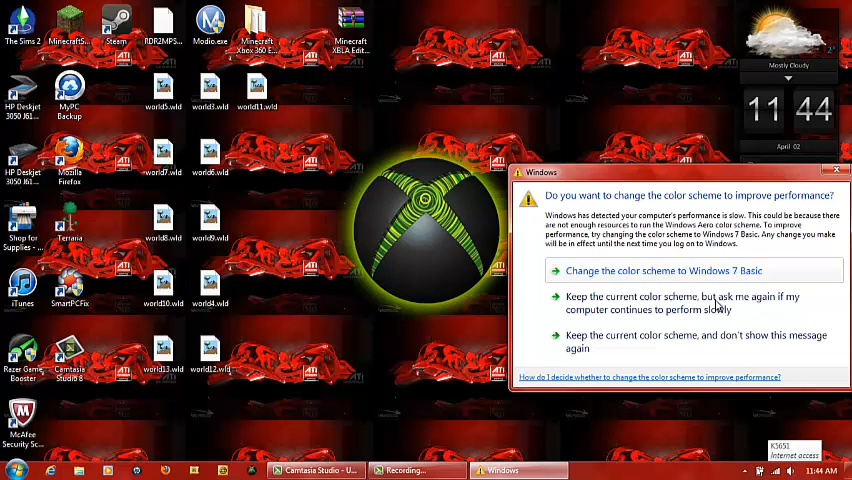 The Sims 2
MinecraftS...
Steam
RDR2MPS...
Modio.exe
Minecraft
Xbox 360 E...
Minecraft
XBLA Edit...
Mostly Cloudy
2°
HP Deskjet
3050 J61...
MyPC
Backup
world5.wld
world3.wld
world11.wld
11 44
April 02
HP Deskjet
3050 J61...
Mozilla
Firefox
world7.wld
world6.wld
Shop for
Supplies - ...
Terraria
world8.wld
world9.wld
iTunes
SmartPCFix
world10.wld
world4.wld
Razer Game
Booster
Camtasia
Studio 8
world13.wld
world12.wld
McAfee
Security Sc...
ATI
ATI
ATI
ATI
ATI
Windows
Do you want to change the color scheme to improve performance?
Windows has detected your computer's performance is slow. This could be because there
are not enough resources to run the Windows Aero color scheme. To improve
performance, try changing the color scheme to Windows 7 Basic. Any change you make
will be in effect until the next time you log on to Windows.
Change the color scheme to Windows 7 Basic
Keep the current color scheme, but ask me again if my
computer continues to perform slowly
Keep the current color scheme, and don't show this message
again
How do I decide whether to change the color scheme to improve performance?
K5651
Internet access
Camtasia Studio - U...
Recording...
Windows
11:44 AM